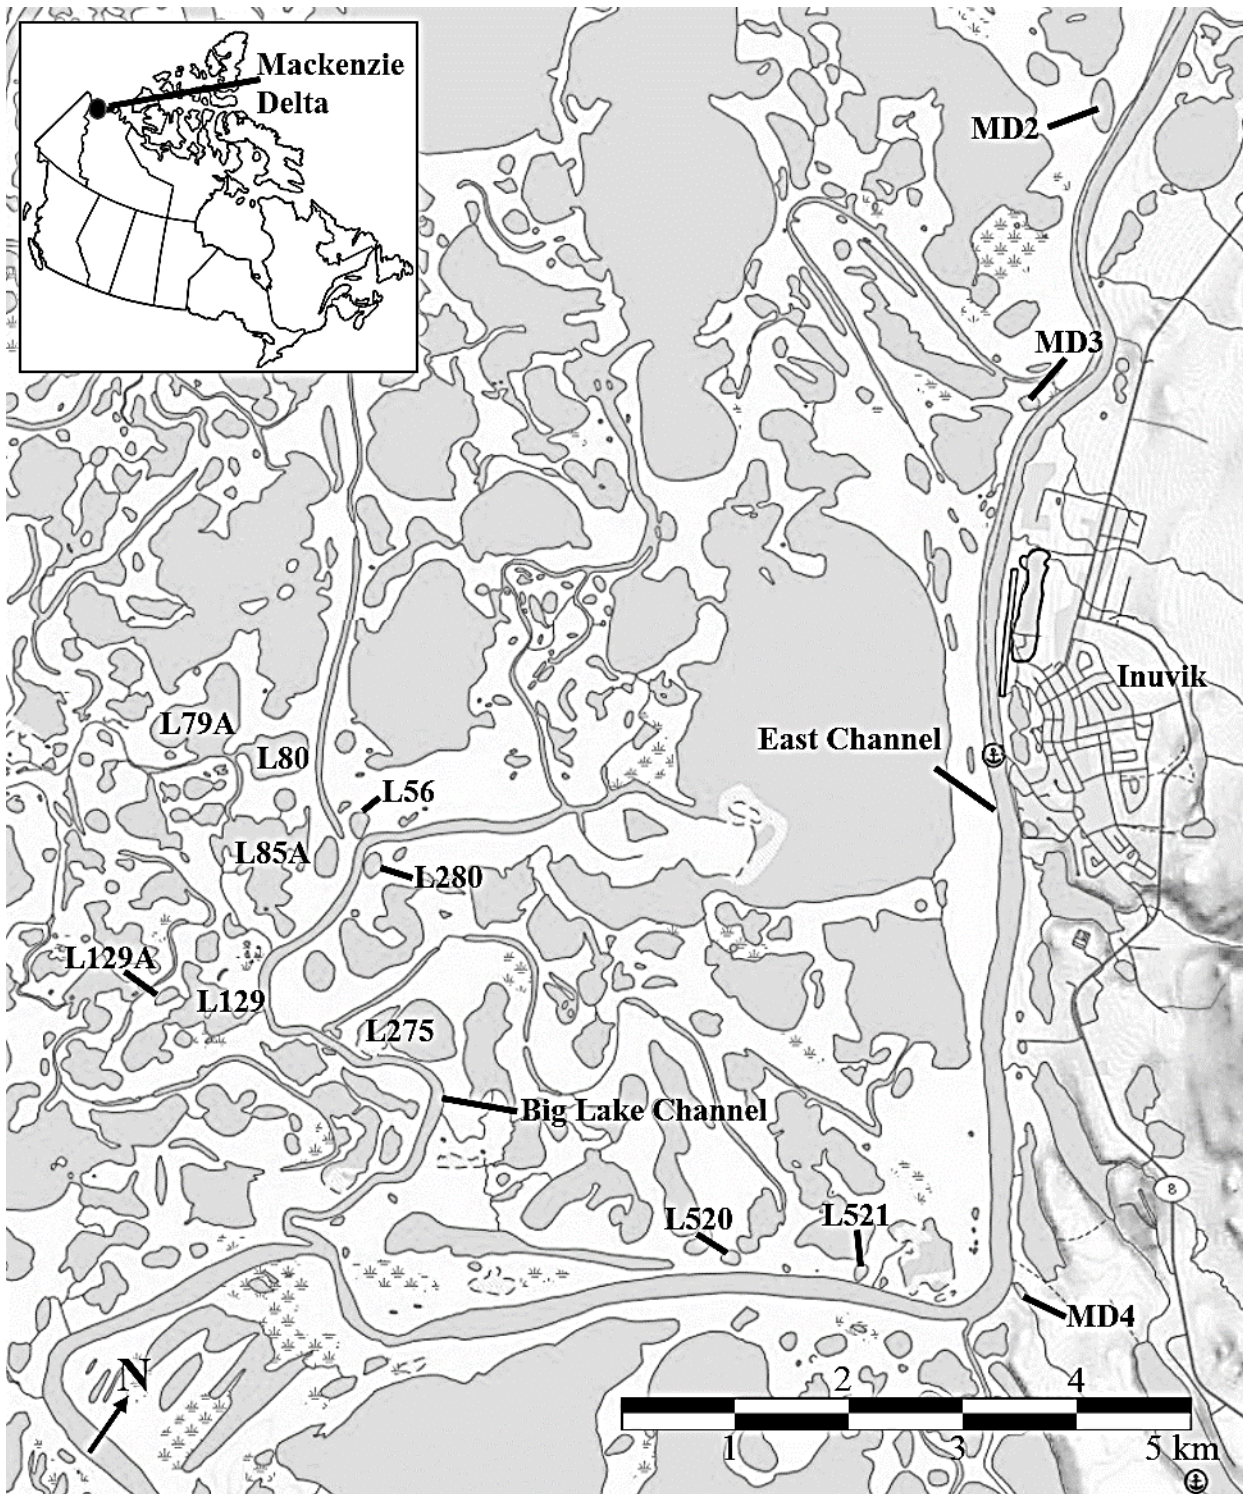 Mackenzie
Delta
MD2
MD3
Inuvik
L79A
East Channel
L80
L56
L85A
L280
L129A
L129
L275
Big Lake Channel
8
L520
L521
MD4
N
2
4
1
3
5 km